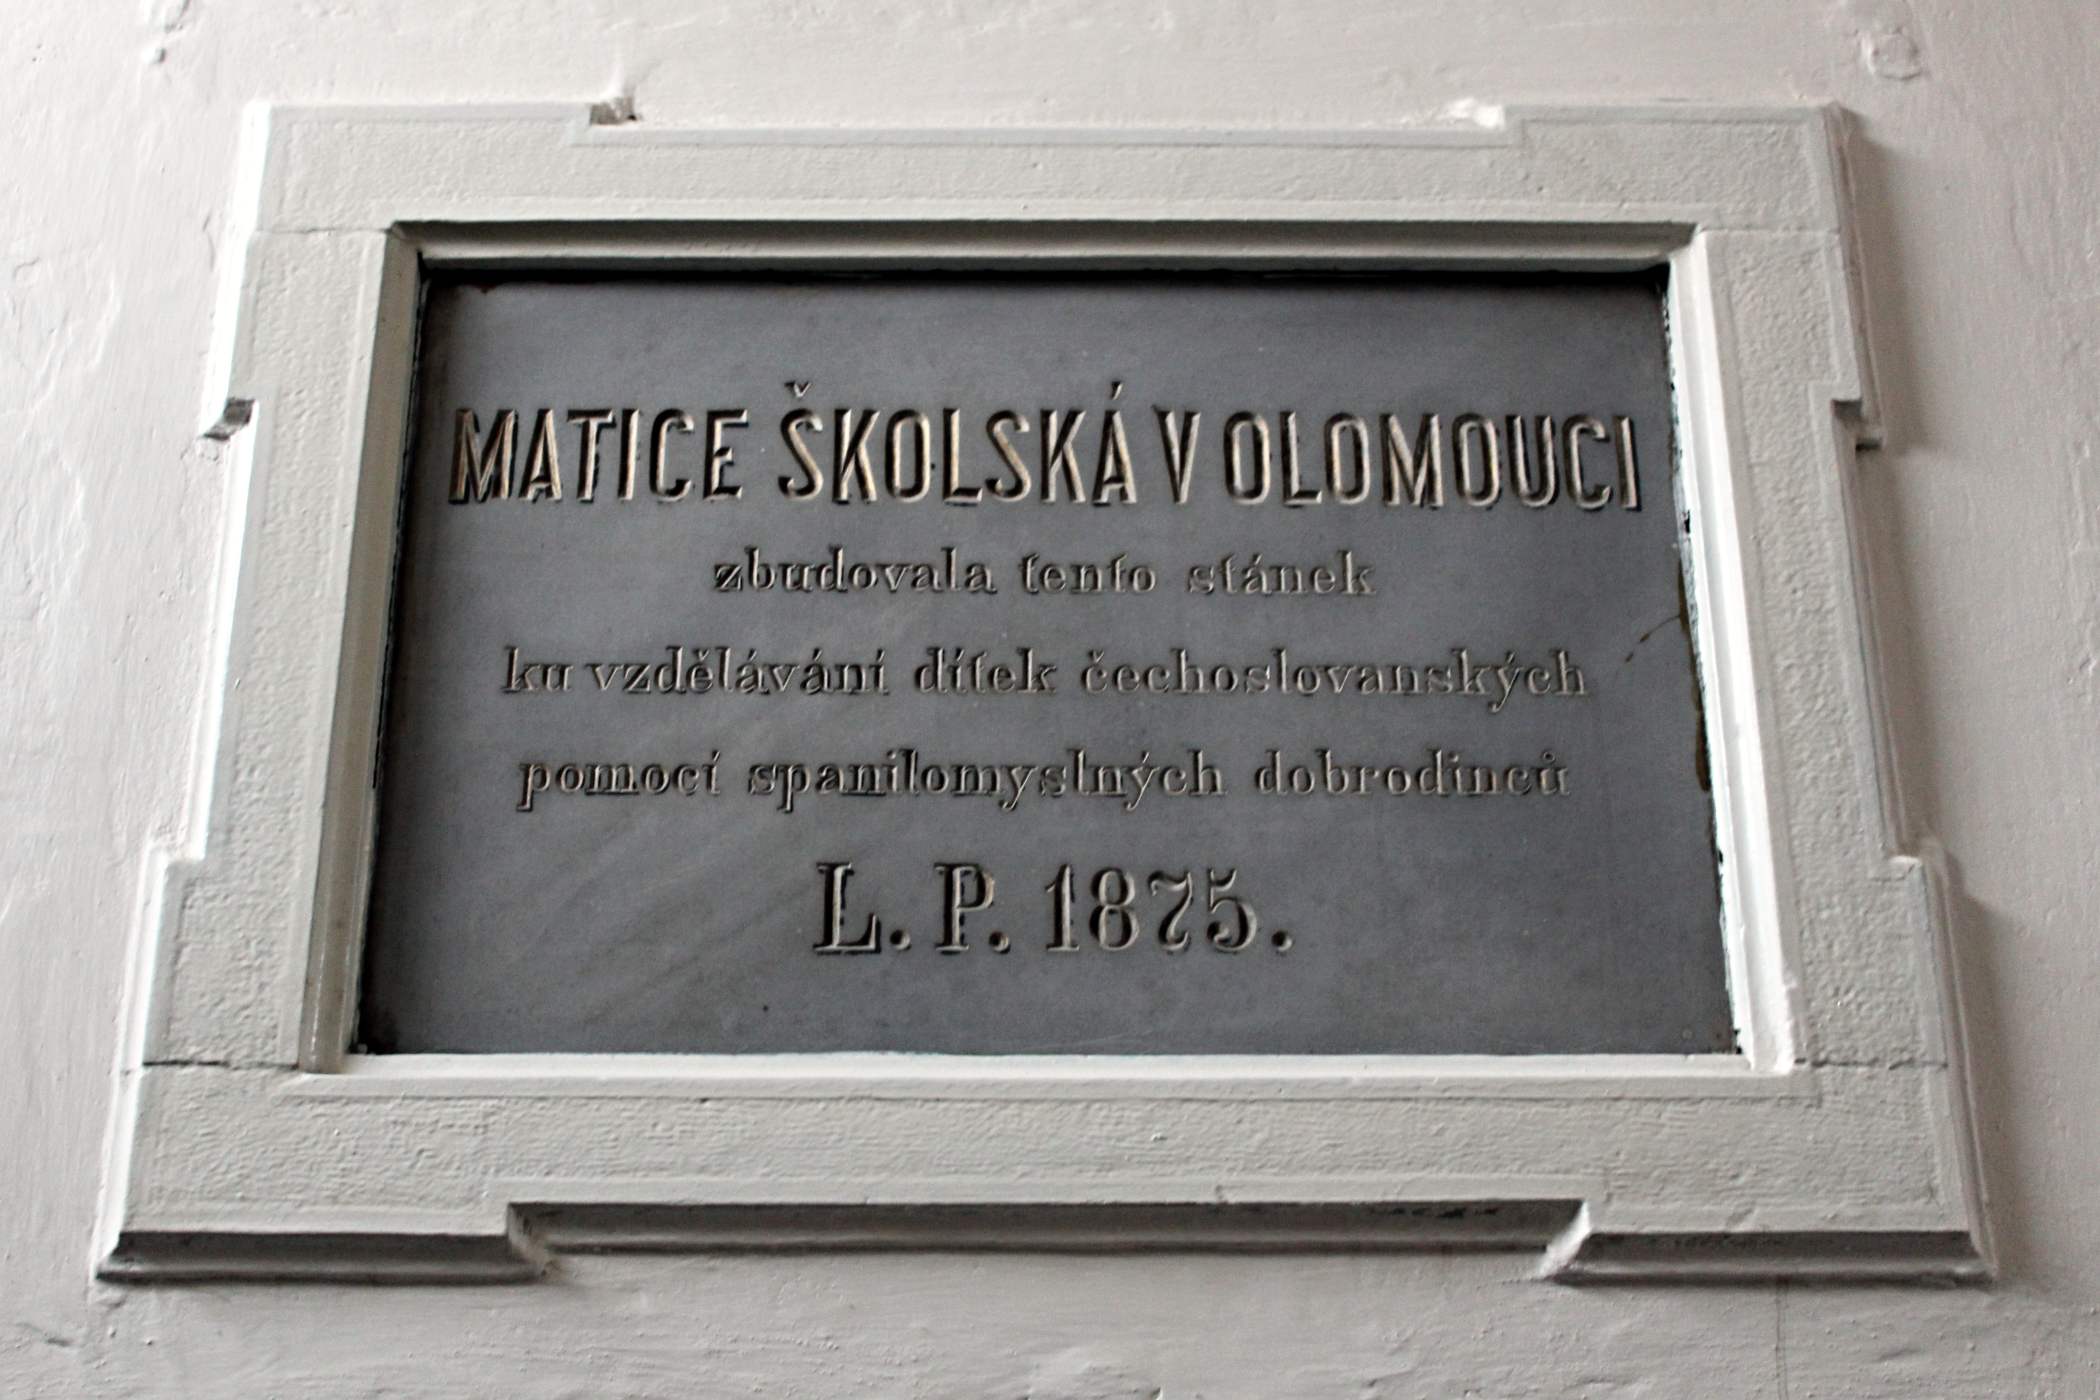 MATICE ŠKOLSKÁ V OLOMOUCI
zbudovala tento stánek
ku vzdělávání dítek čechoslovanských
pomocí spanilomyslných dobrodinců
L. P. 1875.